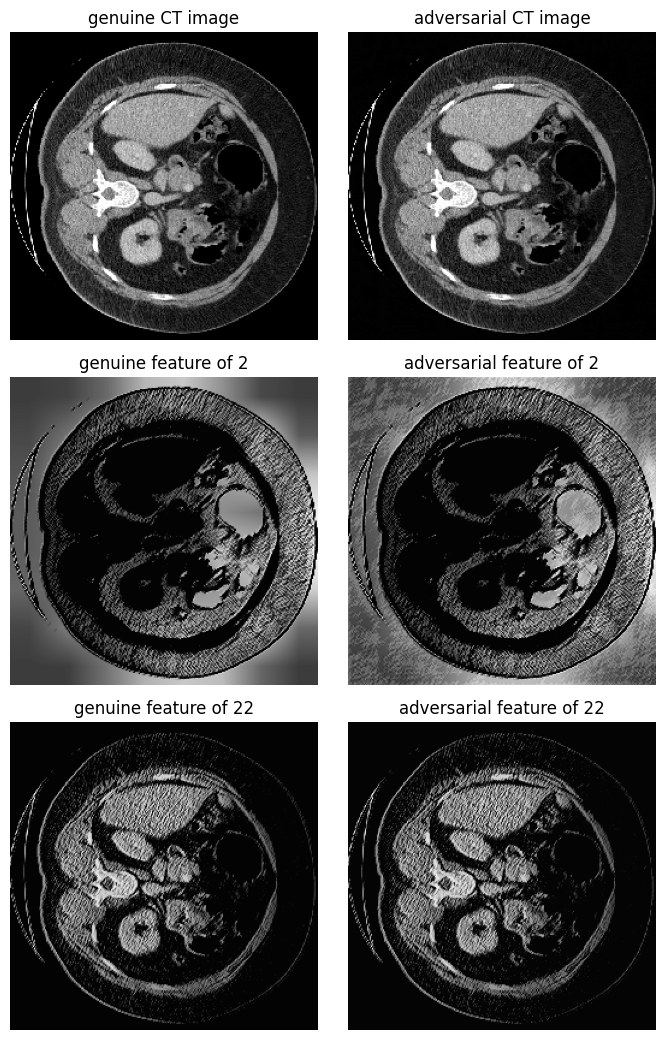 genuine CT image
adversarial CT image
genuine feature of 2
adversarial feature of 2
genuine feature of 22
adversarial feature of 22